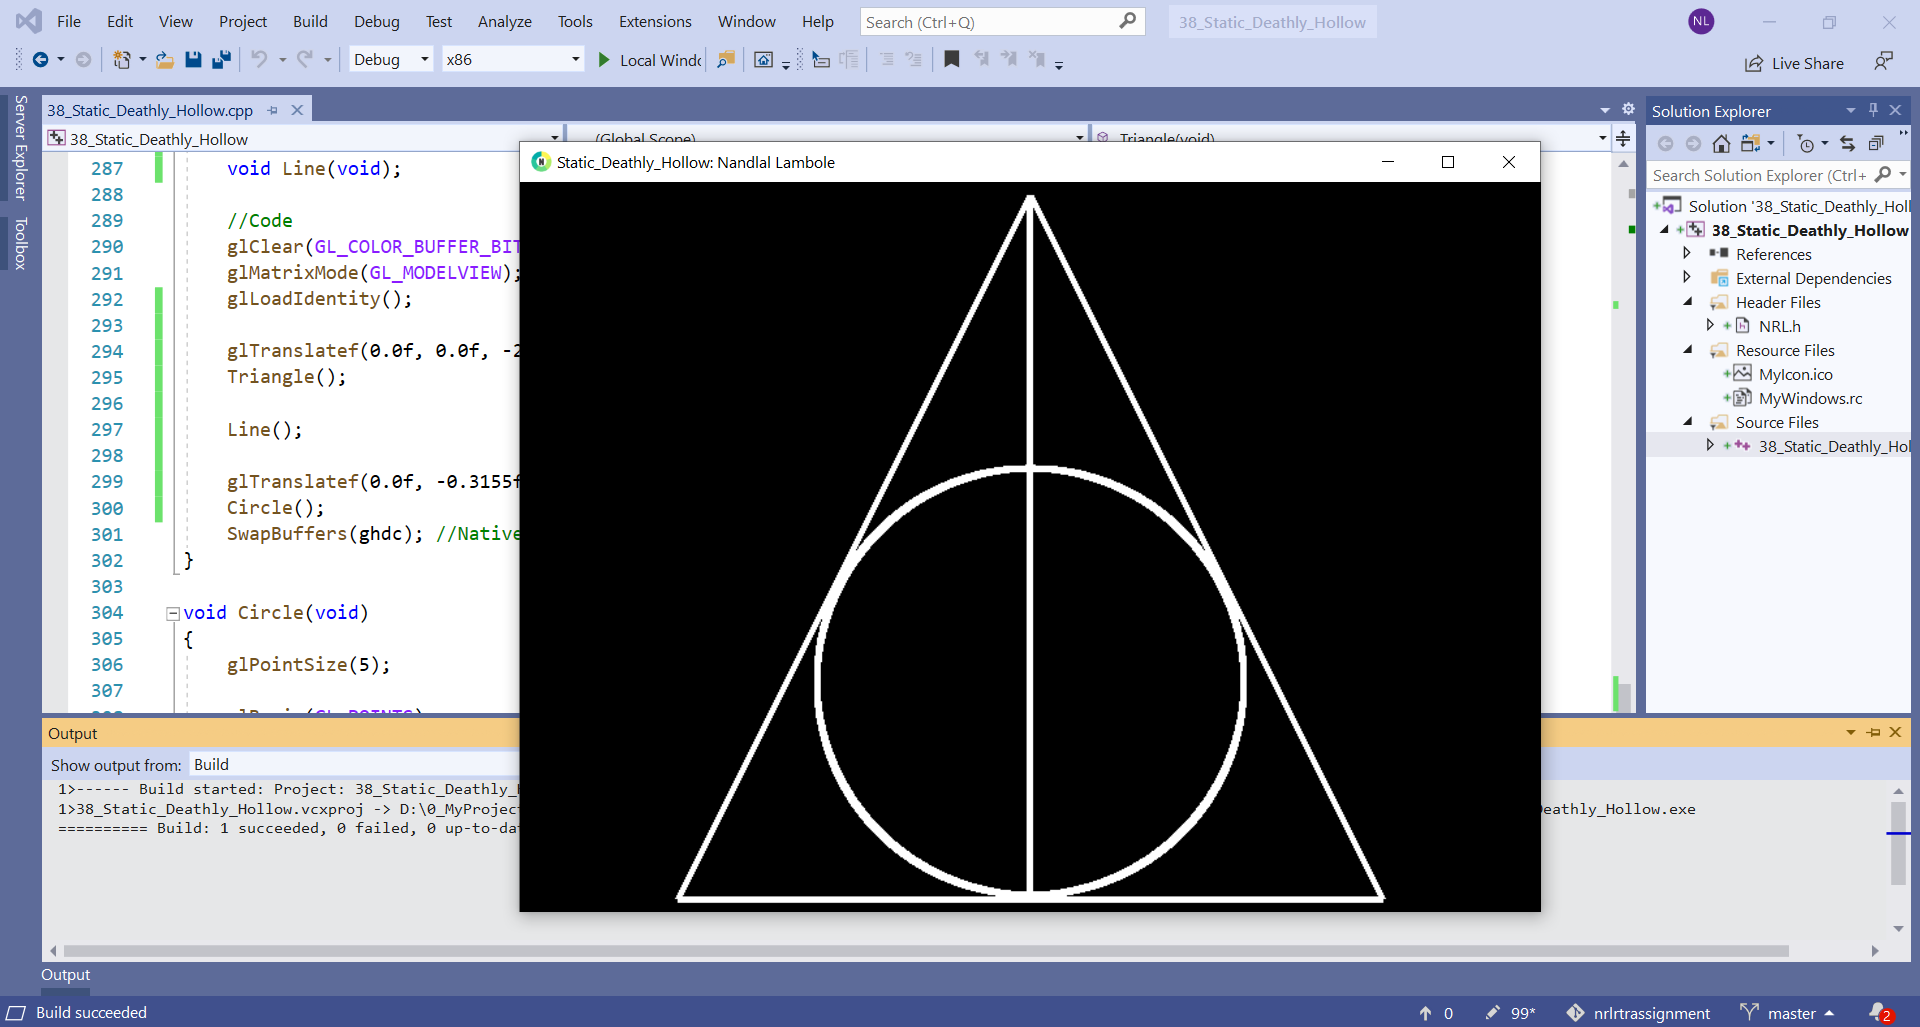 File Edit View Project Build Debug Test Analyze Tools Extensions Window Help Search (Ctrl+Q) 38_Static_Deathly_Hollow NL
Debug x86 Local Windo Live Share
Server Explorer
Toolbox
38_Static_Deathly_Hollow.cpp
38_Static_Deathly_Hollow (Global Scope) Triangle(void)
287 void Line(void);
288
289 //Code
290 glClear(GL_COLOR_BUFFER_BIT
291 glMatrixMode(GL_MODELVIEW);
292 glLoadIdentity();
293
294 glTranslatef(0.0f, 0.0f, -2
295 Triangle();
296
297 Line();
298
299 glTranslatef(0.0f, -0.3155f
300 Circle();
301 SwapBuffers(ghdc); //Native
302 }
303
304 void Circle(void)
305 {
306 glPointSize(5);
307
Static_Deathly_Hollow: Nandlal Lambole
Solution Explorer
Search Solution Explorer (Ctrl+
Solution '38_Static_Deathly_Holl
38_Static_Deathly_Hollow
References
External Dependencies
Header Files
NRL.h
Resource Files
MyIcon.ico
MyWindows.rc
Source Files
38_Static_Deathly_Hol
Output
Show output from: Build
1>------ Build started: Project: 38_Static_Deathly_H
1>38_Static_Deathly_Hollow.vcxproj -> D:\0_MyProject Deathly_Hollow.exe
========== Build: 1 succeeded, 0 failed, 0 up-to-dat
Output
Build succeeded 0 99* nrlrtrassignment master 2